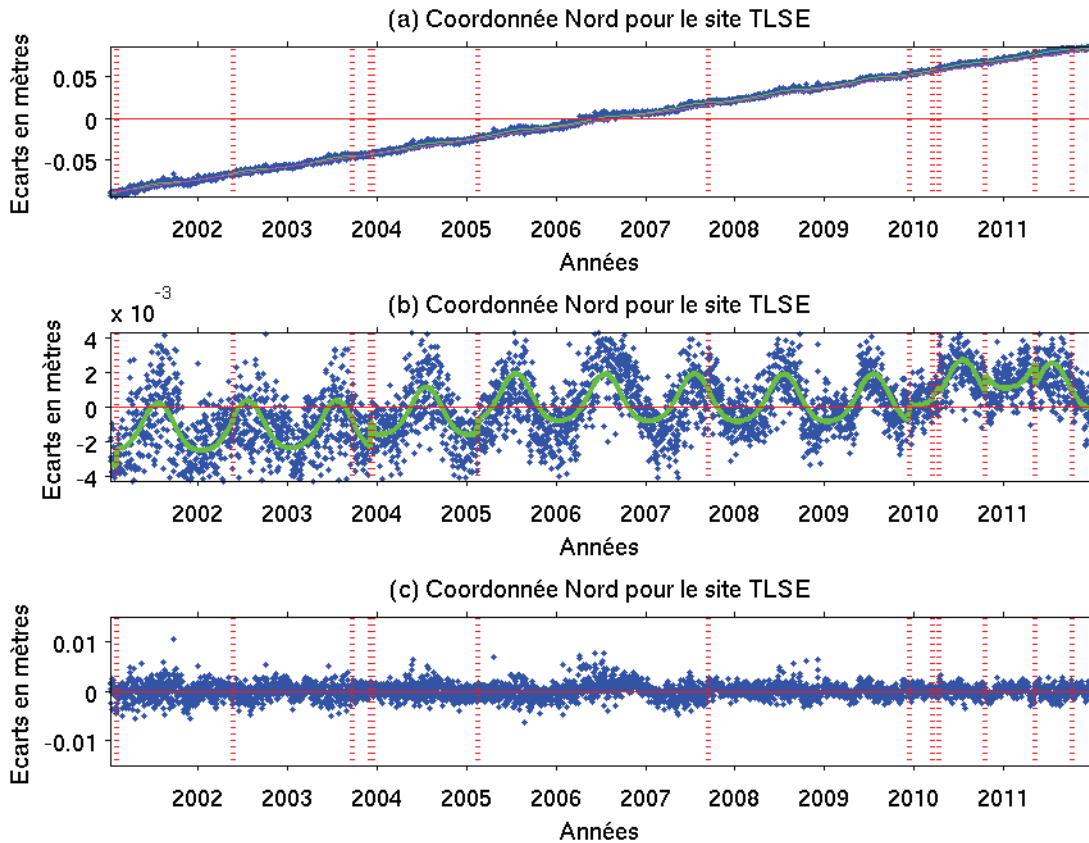 (a) Coordonnée Nord pour le site TLSE
Ecarts en mètres
0.05
0
-0.05
2002 2003 2004 2005 2006 2007 2008 2009 2010 2011
Années
(b) Coordonnée Nord pour le site TLSE
x 10-3
Ecarts en mètres
4
2
0
-2
-4
2002 2003 2004 2005 2006 2007 2008 2009 2010 2011
Années
(c) Coordonnée Nord pour le site TLSE
Ecarts en mètres
0.01
0
-0.01
2002 2003 2004 2005 2006 2007 2008 2009 2010 2011
Années